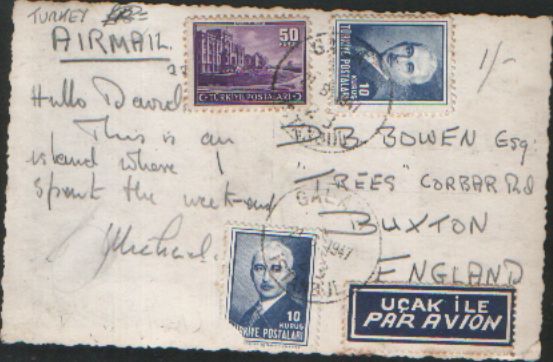 TURKEY
AIRMAIL
Hullo David
This is an
island where I
spent the week-end
Michael.
50
TÜRKİYE POSTALARI
TÜRKİYE POSTALARI
10
KURUŞ
1/-
D.B. BOWEN Esq.
"TREES" CORBAR Rd
BUXTON
ENGLAND
GALATA
1947
10
KURUŞ
TÜRKİYE POSTALARI
UÇAK İLE
PAR AVION